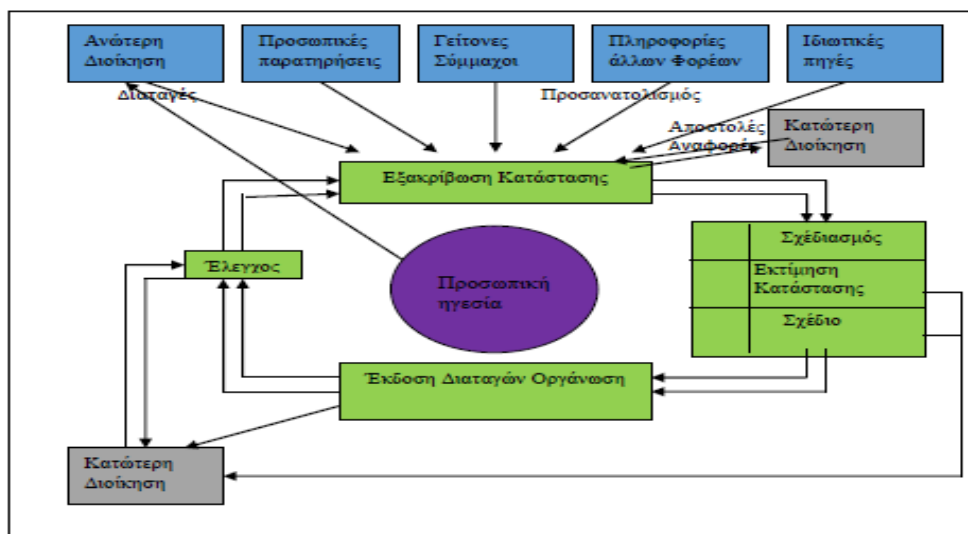 Ανώτερη
Διοίκηση
Προσωπικές
παρατηρήσεις
Γείτονες
Σύμμαχοι
Πληροφορίες
άλλων Φορέων
Ιδιωτικές
πηγές
Διαταγές
Προσανατολισμός
Αποστολές
Αναφορές
Κατώτερη
Διοίκηση
Εξακρίβωση Κατάστασης
Σχέδιασμός
Έλεγχος
Εκτίμηση
Κατάστασης
Προσωπική
ηγεσία
Σχέδιο
Έκδοση Διαταγών Οργάνωση
Κατώτερη
Διοίκηση